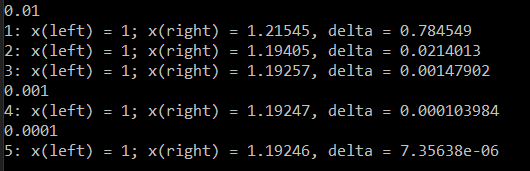 0.01
1: x(left) = 1; x(right) = 1.21545, delta = 0.784549
2: x(left) = 1; x(right) = 1.19405, delta = 0.0214013
3: x(left) = 1; x(right) = 1.19257, delta = 0.00147902
0.001
4: x(left) = 1; x(right) = 1.19247, delta = 0.000103984
0.0001
5: x(left) = 1; x(right) = 1.19246, delta = 7.35638e-06